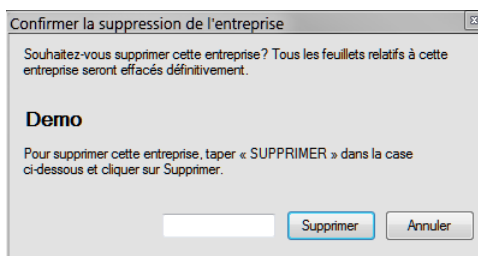 Confirmer la suppression de l'entreprise
Souhaitez-vous supprimer cette entreprise? Tous les feuillets relatifs à cette
entreprise seront effacés définitivement.
Demo
Pour supprimer cette entreprise, taper « SUPPRIMER » dans la case
ci-dessous et cliquer sur Supprimer.
Supprimer Annuler